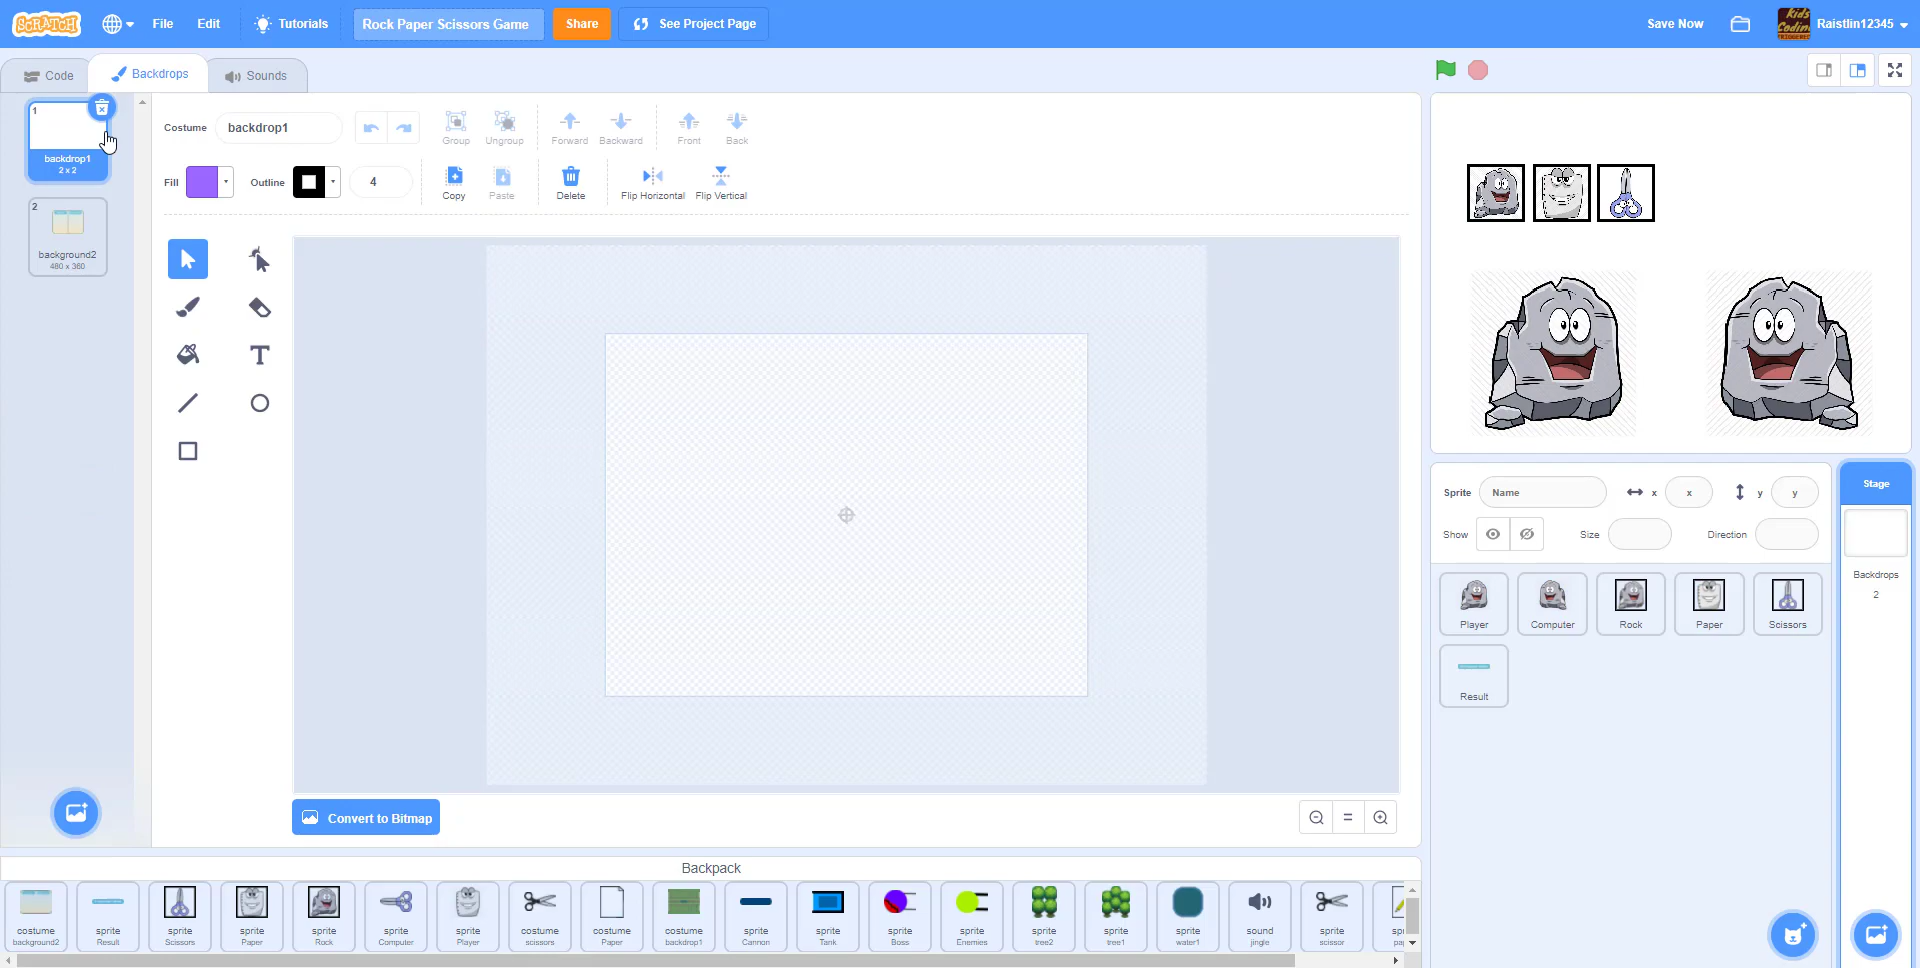 SCRATCH
File
Edit
Tutorials
Rock Paper Scissors Game
Share
See Project Page
Save Now
Raistlin12345
Code
Backdrops
Sounds
1
backdrop1
2 x 2
2
background2
480 x 360
Costume
backdrop1
Group
Ungroup
Forward
Backward
Front
Back
Fill
Outline
4
Copy
Paste
Delete
Flip Horizontal
Flip Vertical
T
Convert to Bitmap
Sprite
Name
x
x
y
y
Show
Size
Direction
Player
Computer
Rock
Paper
Scissors
Result
Stage
Backdrops
2
Backpack
costume
background2
sprite
Result
sprite
Scissors
sprite
Paper
sprite
Rock
sprite
Computer
sprite
Player
costume
scissors
costume
Paper
costume
backdrop1
sprite
Cannon
sprite
Tank
sprite
Boss
sprite
Enemies
sprite
tree2
sprite
tree1
sprite
water1
sound
jingle
sprite
scissor